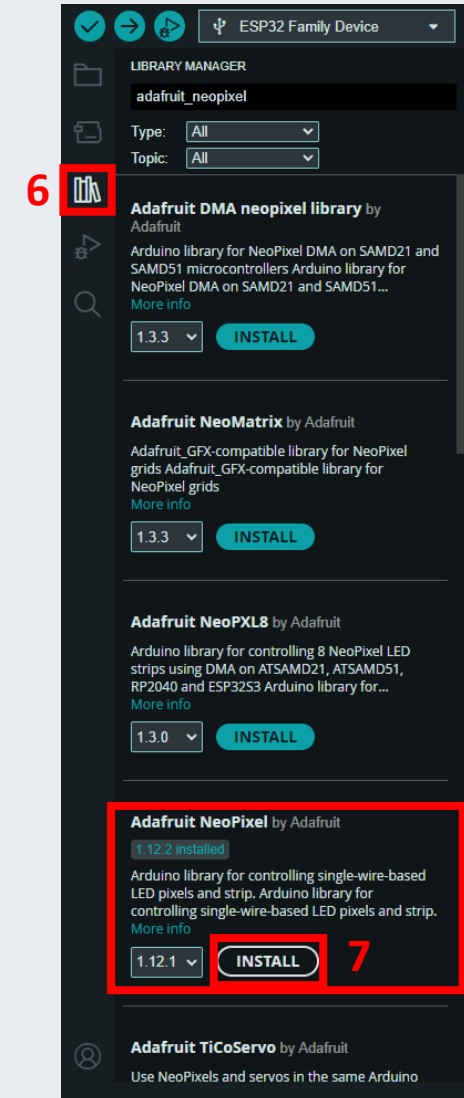 ESP32 Family Device
LIBRARY MANAGER
adafruit_neopixel
Type: All
Topic: All
6
Adafruit DMA neopixel library by
Adafruit
Arduino library for NeoPixel DMA on SAMD21 and
SAMD51 microcontrollers Arduino library for
NeoPixel DMA on SAMD21 and SAMD51...
More info
1.3.3 INSTALL
Adafruit NeoMatrix by Adafruit
Adafruit_GFX-compatible library for NeoPixel
grids Adafruit_GFX-compatible library for
NeoPixel grids
More info
1.3.3 INSTALL
Adafruit NeoPXL8 by Adafruit
Arduino library for controlling 8 NeoPixel LED
strips using DMA on ATSAMD21, ATSAMD51,
RP2040 and ESP32S3 Arduino library for...
More info
1.3.0 INSTALL
Adafruit NeoPixel by Adafruit
1.12.2 installed
Arduino library for controlling single-wire-based
LED pixels and strip. Arduino library for
controlling single-wire-based LED pixels and strip.
More info
1.12.1 INSTALL 7
Adafruit TiCoServo by Adafruit
Use NeoPixels and servos in the same Arduino